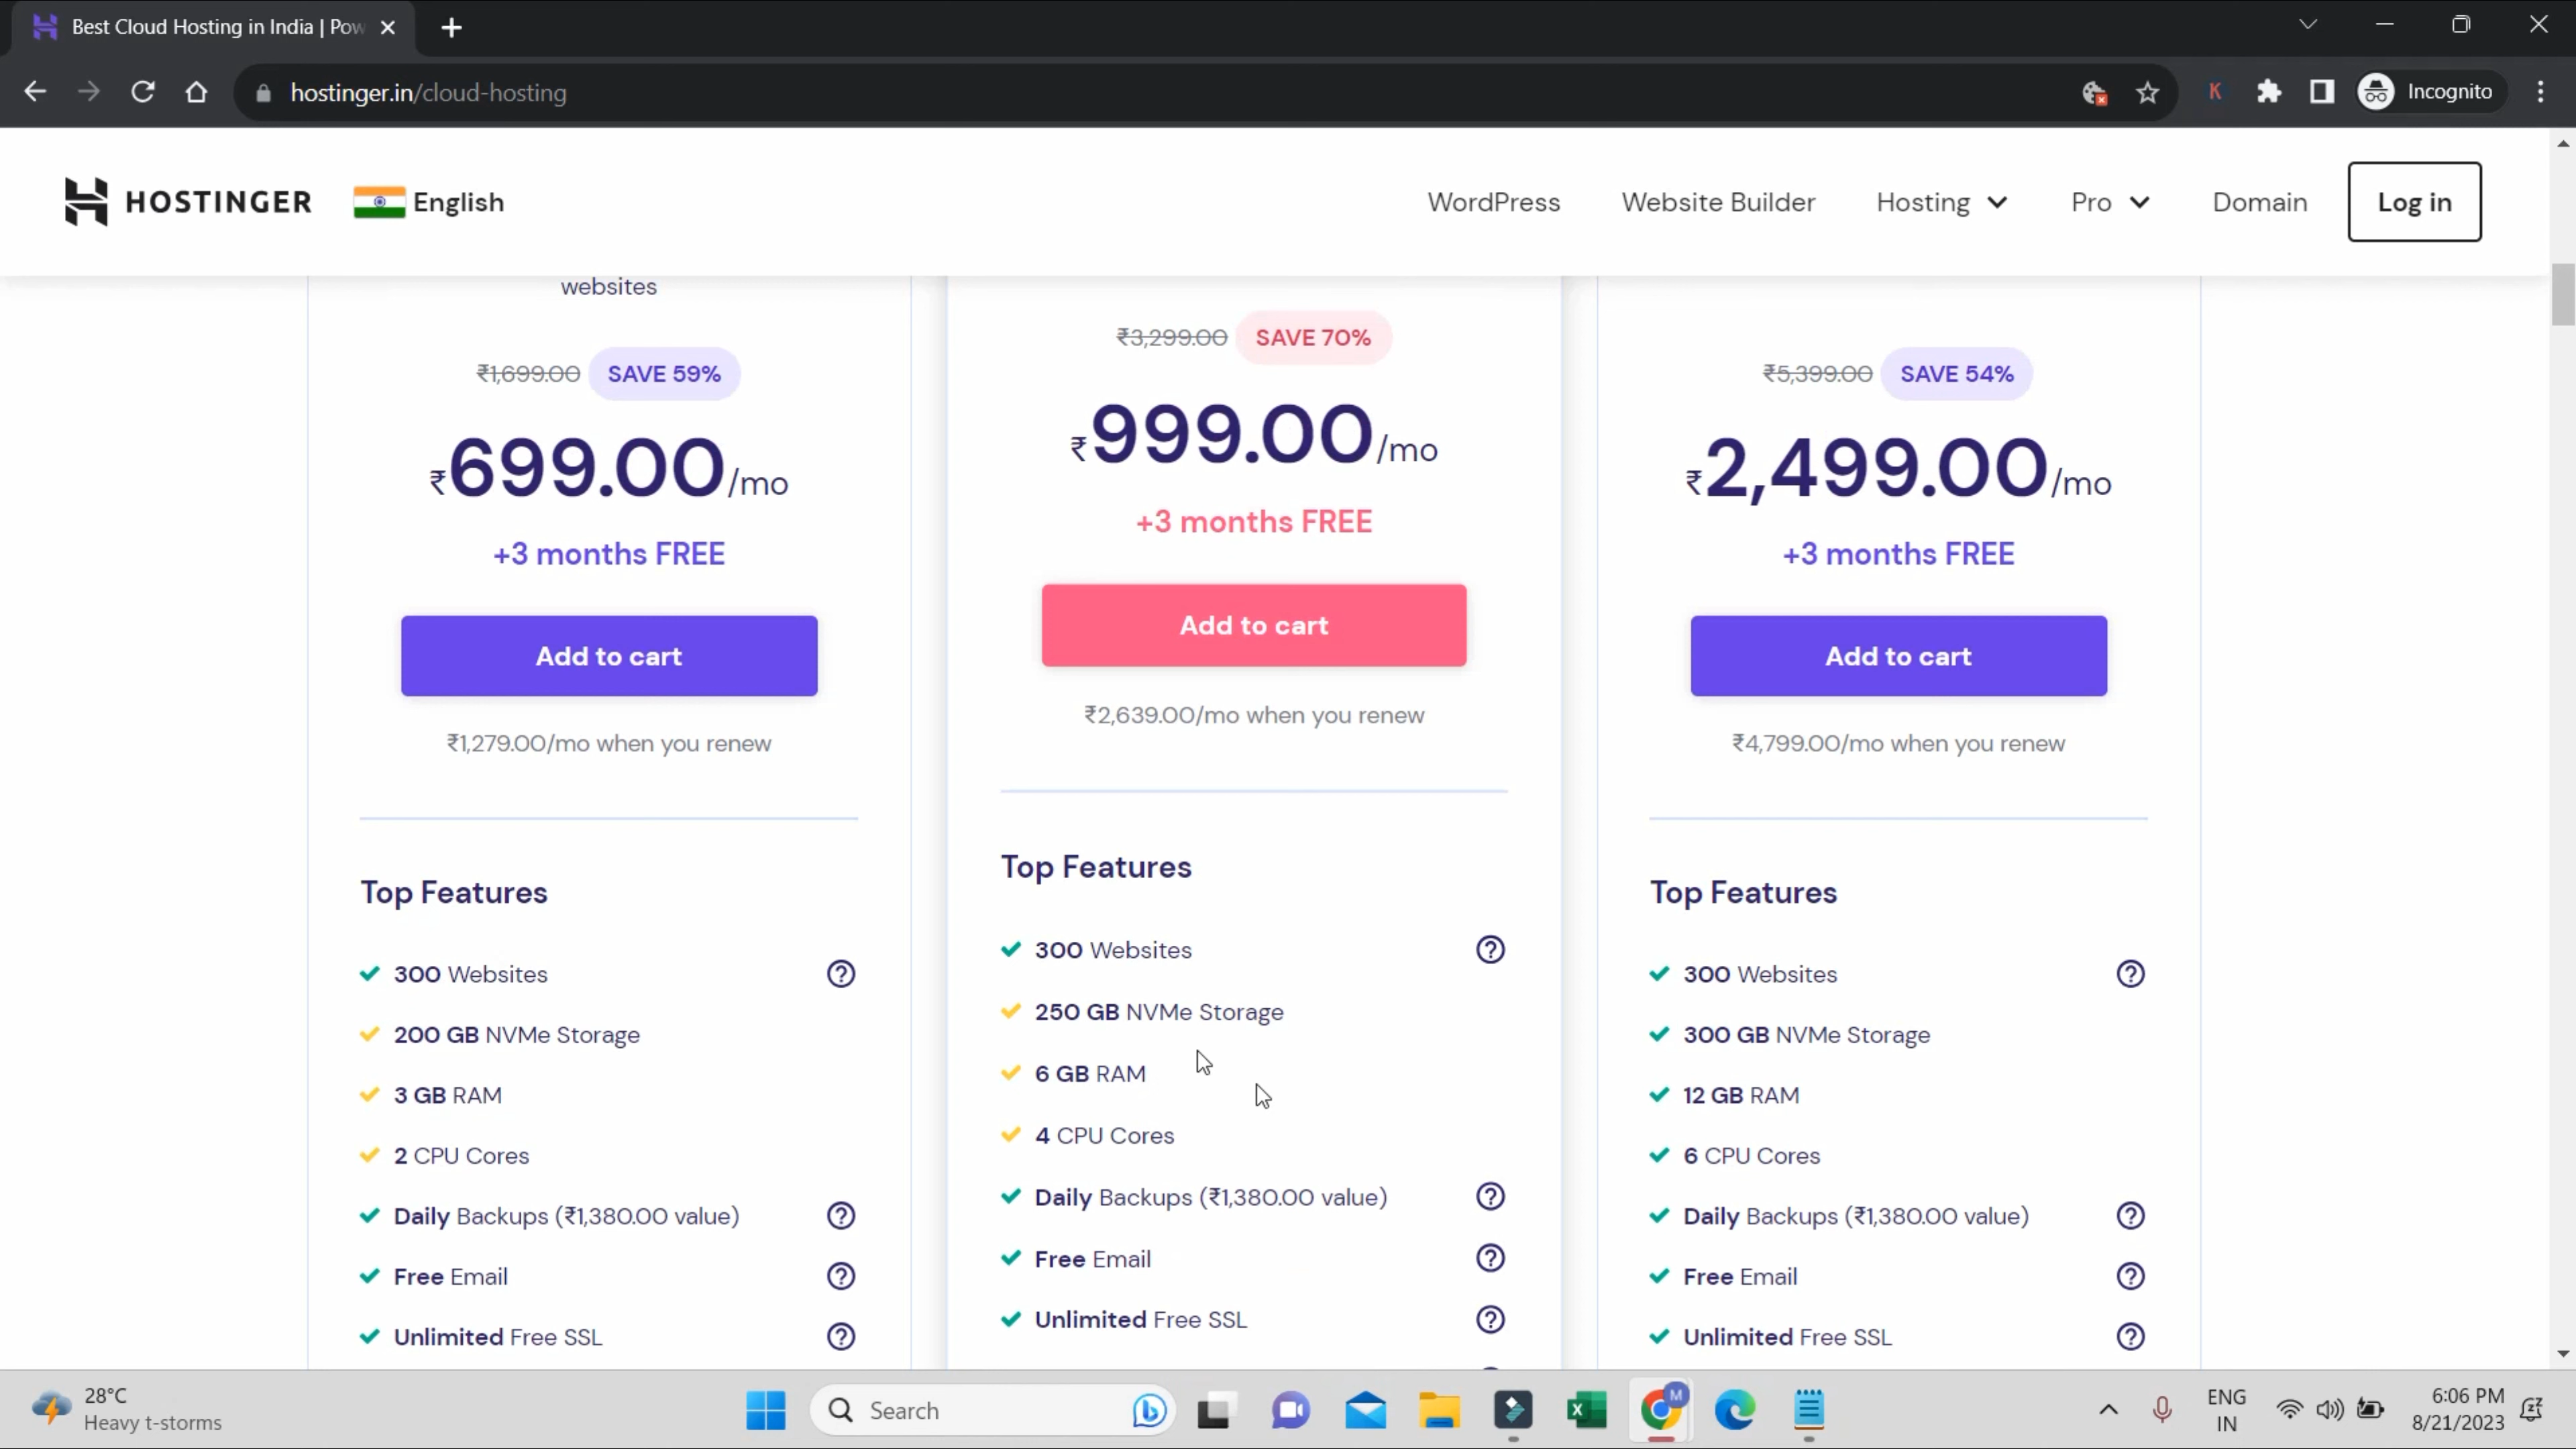 Best Cloud Hosting in India | Pow
hostinger.in/cloud-hosting
K
Incognito
HOSTINGER
English
WordPress
Website Builder
Hosting
Pro
Domain
Log in
websites
₹1,699.00 SAVE 59%
₹699.00/mo
+3 months FREE
Add to cart
₹1,279.00/mo when you renew
Top Features
300 Websites
200 GB NVMe Storage
3 GB RAM
2 CPU Cores
Daily Backups (₹1,380.00 value)
Free Email
Unlimited Free SSL
₹3,299.00 SAVE 70%
₹999.00/mo
+3 months FREE
Add to cart
₹2,639.00/mo when you renew
Top Features
300 Websites
250 GB NVMe Storage
6 GB RAM
4 CPU Cores
Daily Backups (₹1,380.00 value)
Free Email
Unlimited Free SSL
₹5,399.00 SAVE 54%
₹2,499.00/mo
+3 months FREE
Add to cart
₹4,799.00/mo when you renew
Top Features
300 Websites
300 GB NVMe Storage
12 GB RAM
6 CPU Cores
Daily Backups (₹1,380.00 value)
Free Email
Unlimited Free SSL
28°C
Heavy t-storms
Search
M
ENG
IN
6:06 PM
8/21/2023